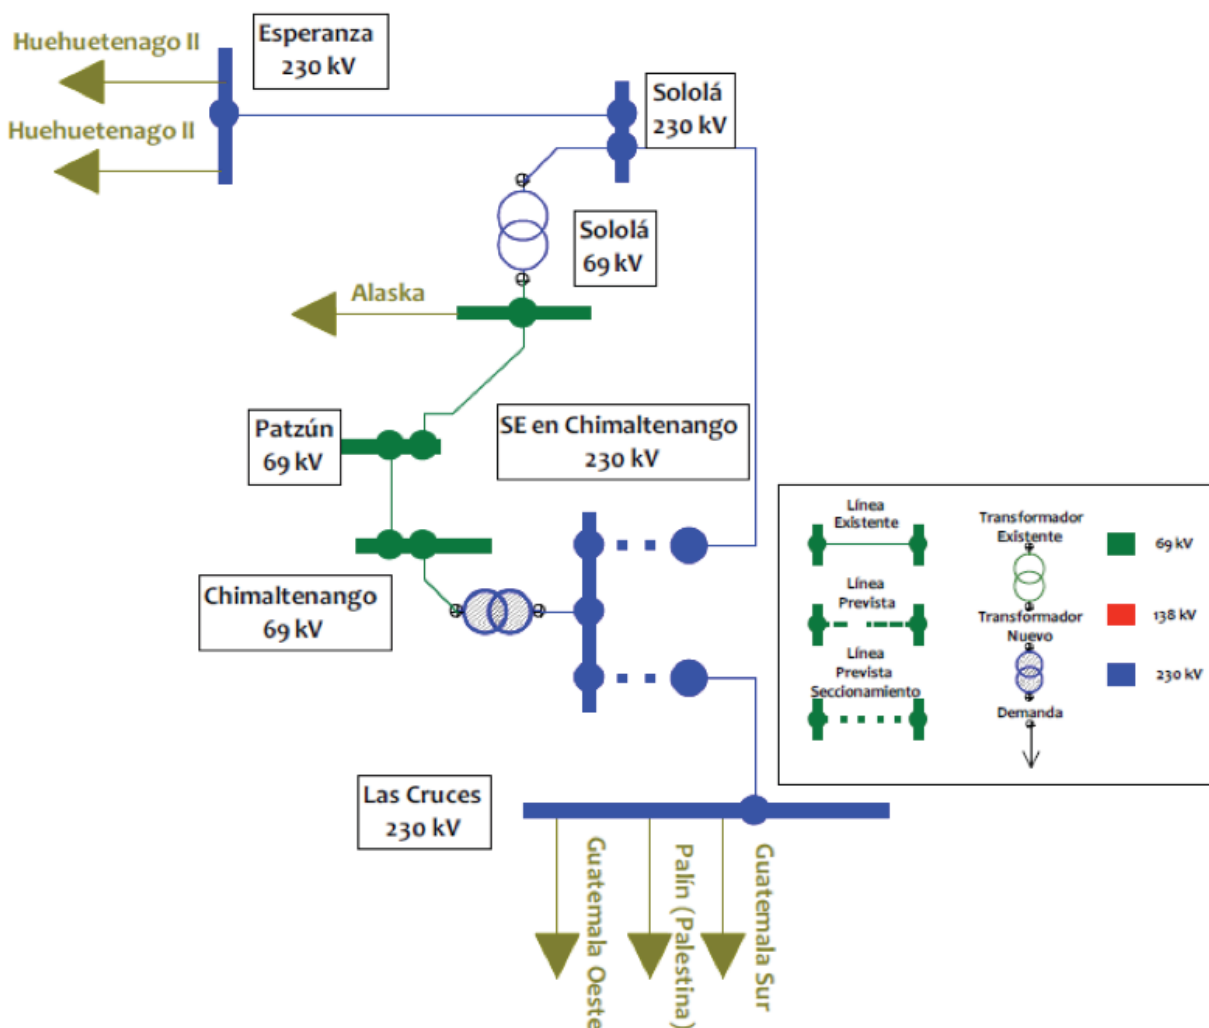 Huehuetenago II
Esperanza
230 kV
Huehuetenago II
Sololá
230 kV
Sololá
69 kV
Alaska
Patzún
69 kV
SE en Chimaltenango
230 kV
Chimaltenango
69 kV
Las Cruces
230 kV
Guatemala Oeste
Palín (Palestina)
Guatemala Sur
Línea
Existente
Línea
Prevista
Línea
Prevista
Seccionamiento
Transformador
Existente
Transformador
Nuevo
Demanda
69 kV
138 kV
230 kV